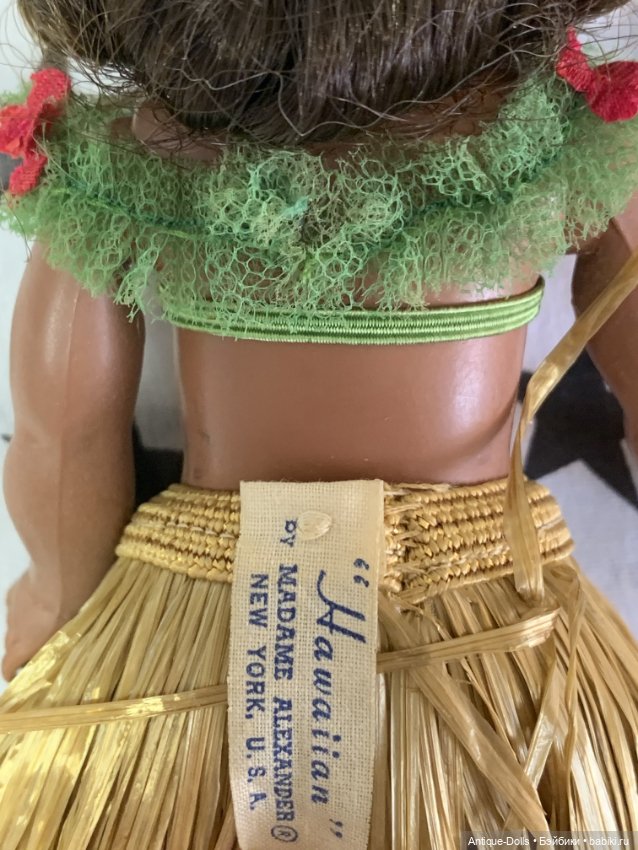 "Hawaiian"
by MADAME ALEXANDER®
NEW YORK, U.S.A.
Antique-Dolls • Бэйбики • babiki.ru